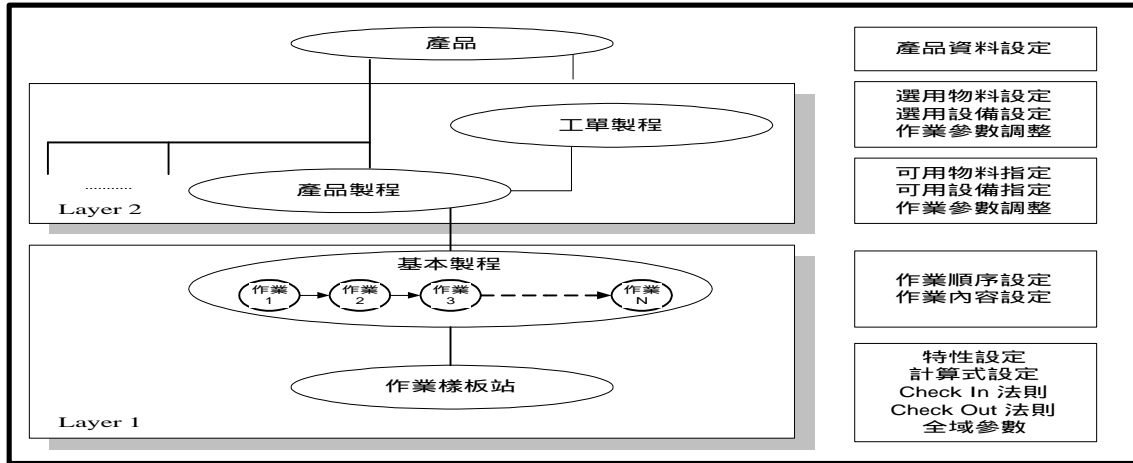 產品
產品資料設定
選用物料設定
選用設備設定
作業參數調整
工單製程
...........
產品製程
Layer 2
可用物料指定
可用設備指定
作業參數調整
基本製程
作業
1
作業
2
作業
3
作業
N
作業順序設定
作業內容設定
作業樣板站
Layer 1
特性設定
計算式設定
Check In 法則
Check Out 法則
全域參數